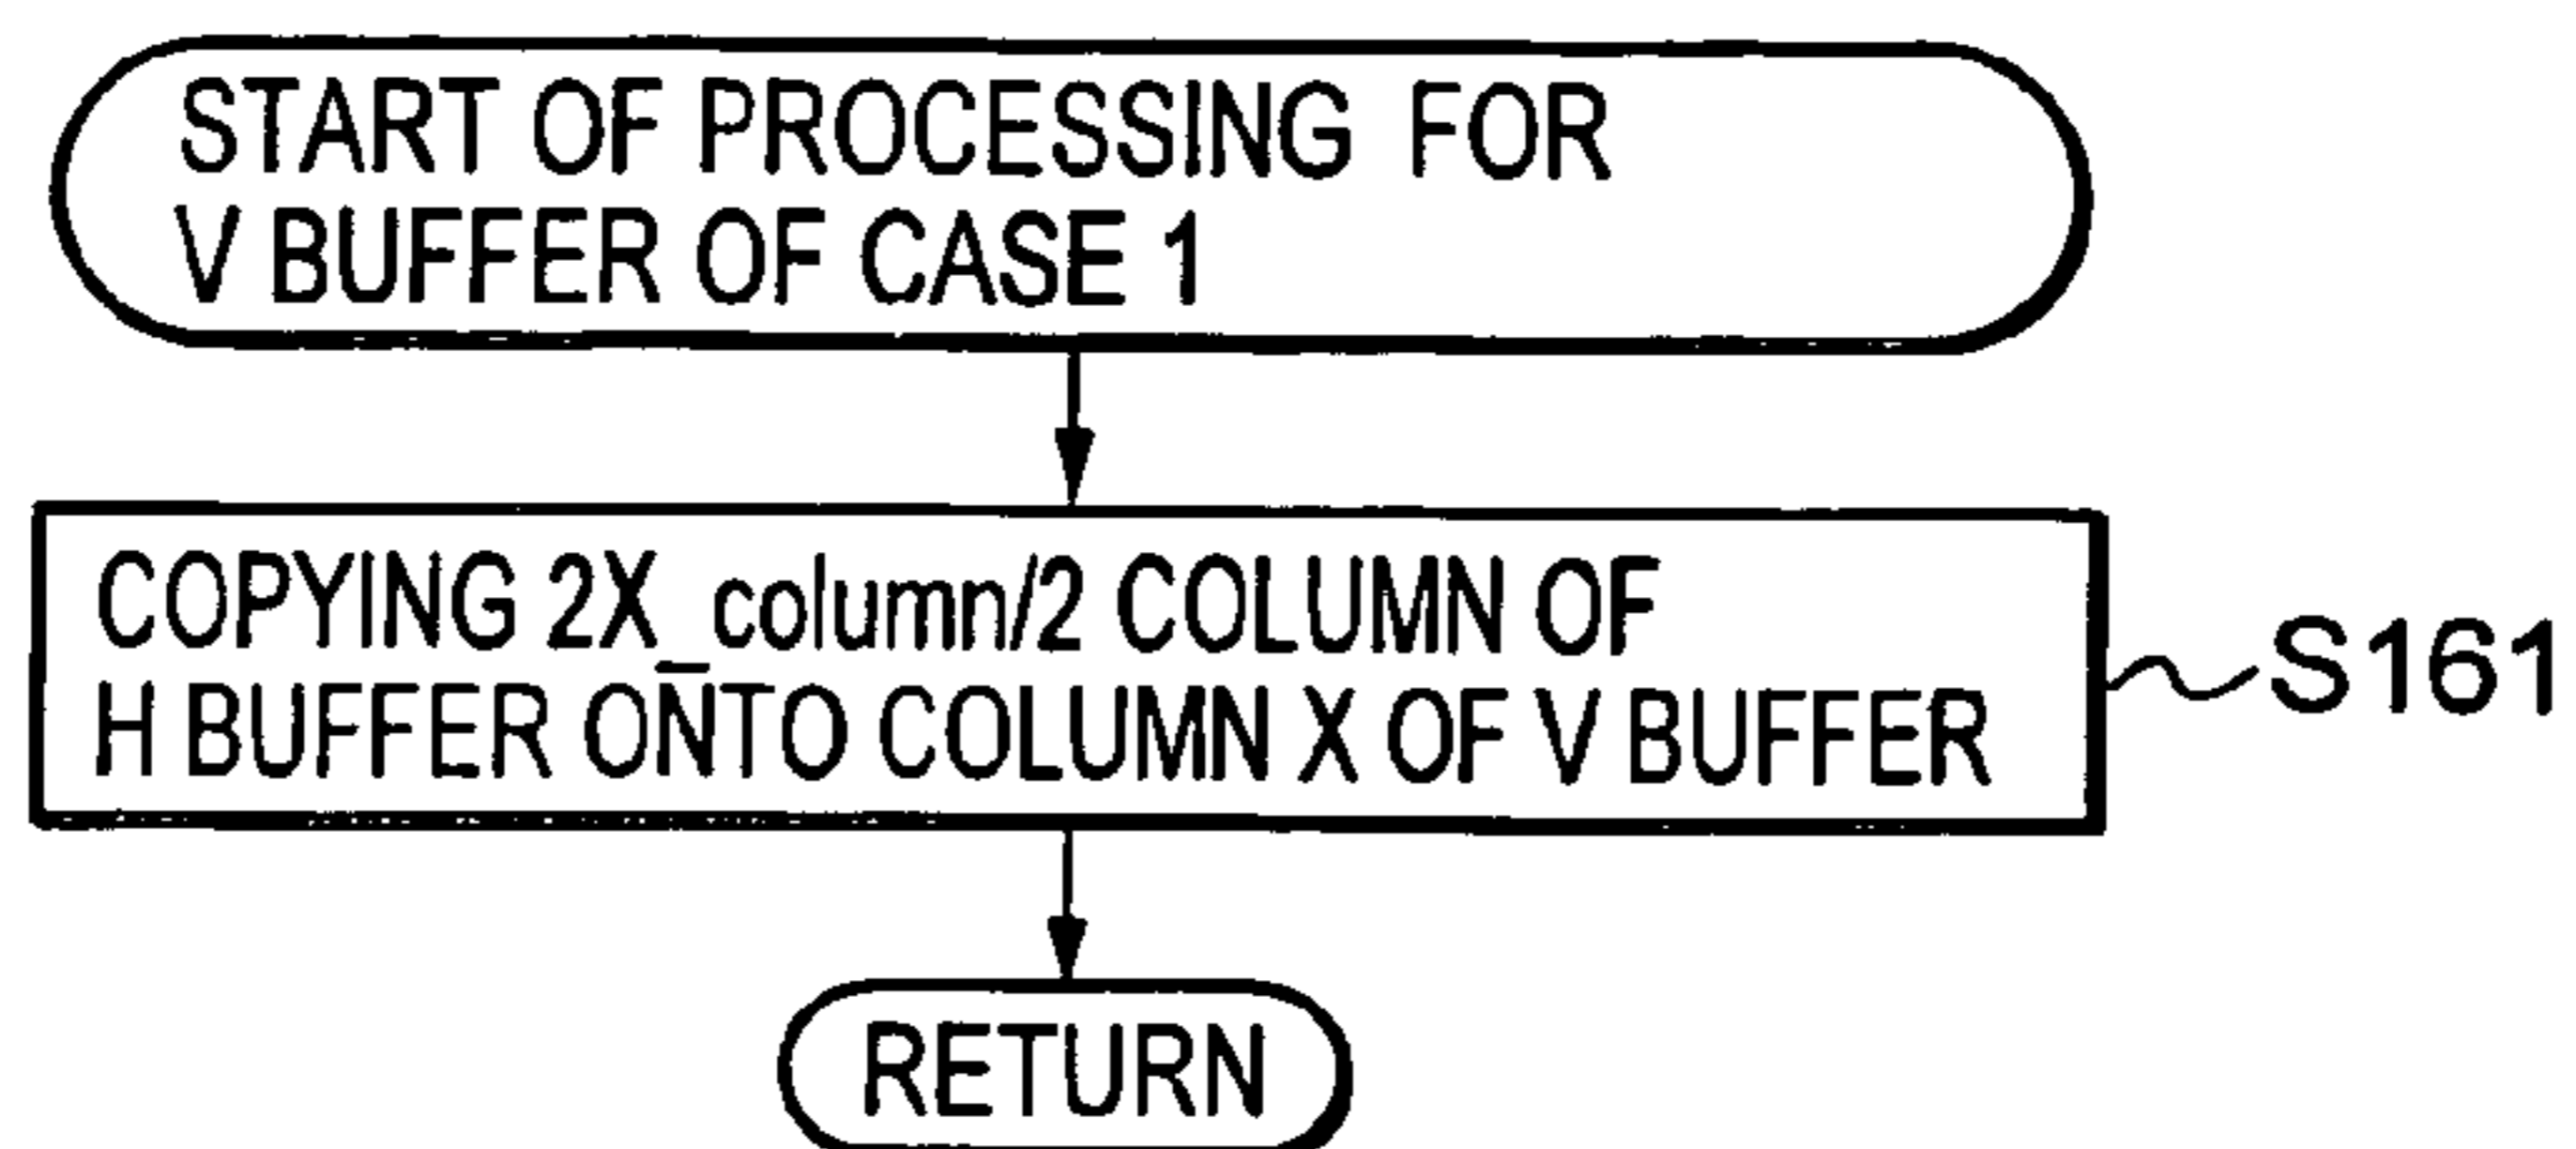 START OF PROCESSING FOR
V BUFFER OF CASE 1
COPYING 2X_column/2 COLUMN OF
H BUFFER ONTO COLUMN X OF V BUFFER
S161
RETURN